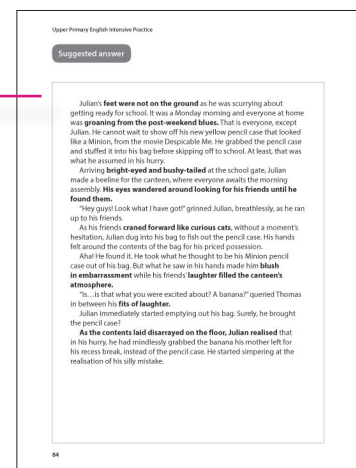 Upper Primary English Intensive Practice
Suggested answer
Julian's feet were not on the ground as he was scurrying about
getting ready for school. It was a Monday morning and everyone at home
was groaning from the post-weekend blues. That is everyone, except
Julian. He cannot wait to show off his new yellow pencil case that looked
like a Minion, from the movie Despicable Me. He grabbed the pencil case
and stuffed it into his bag before skipping off to school. At least, that was
what he assumed in his hurry.
Arriving bright-eyed and bushy-tailed at the school gate, Julian
made a beeline for the canteen, where everyone awaits the morning
assembly. His eyes wandered around looking for his friends until he
found them.
"Hey guys! Look what I have got!" grinned Julian, breathlessly, as he ran
up to his friends.
As his friends craned forward like curious cats, without a moment's
hesitation, Julian dug into his bag to fish out the pencil case. His hands
felt around the contents of the bag for his priced possession.
Aha! He found it. He took what he thought to be his Minion pencil
case out of his bag. But what he saw in his hands made him blush
in embarrassment while his friends' laughter filled the canteen's
atmosphere.
"Is…is that what you were excited about? A banana?" queried Thomas
in between his fits of laughter.
Julian immediately started emptying out his bag. Surely, he brought
the pencil case?
As the contents laid disarrayed on the floor, Julian realised that
in his hurry, he had mindlessly grabbed the banana his mother left for
his recess break, instead of the pencil case. He started simpering at the
realisation of his silly mistake.
84